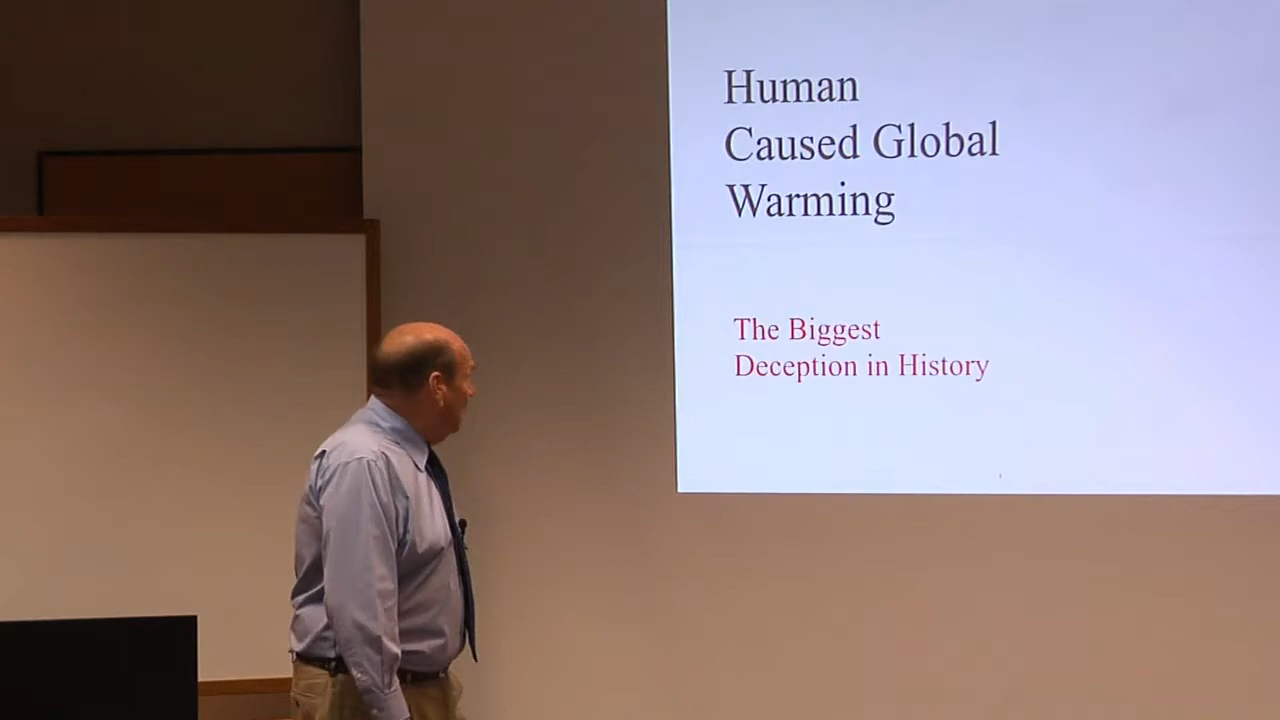 Human
Caused Global
Warming
The Biggest
Deception in History